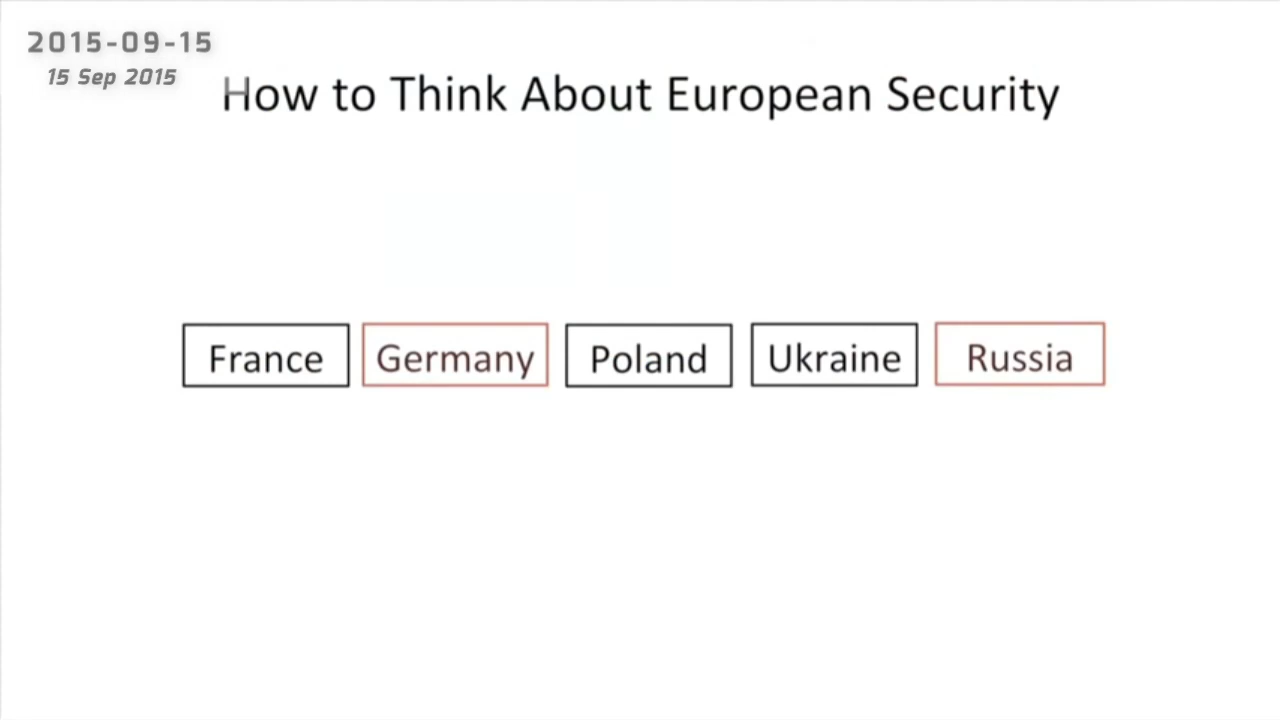 2015-09-15
15 Sep 2015
How to Think About European Security
France Germany Poland Ukraine Russia